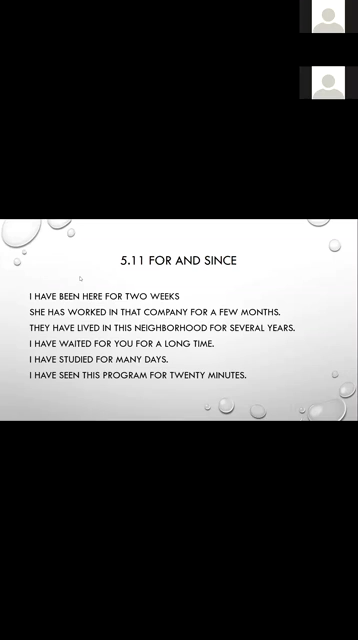 5.11 FOR AND SINCE
I HAVE BEEN HERE FOR TWO WEEKS
SHE HAS WORKED IN THAT COMPANY FOR A FEW MONTHS.
THEY HAVE LIVED IN THIS NEIGHBORHOOD FOR SEVERAL YEARS.
I HAVE WAITED FOR YOU FOR A LONG TIME.
I HAVE STUDIED FOR MANY DAYS.
I HAVE SEEN THIS PROGRAM FOR TWENTY MINUTES.